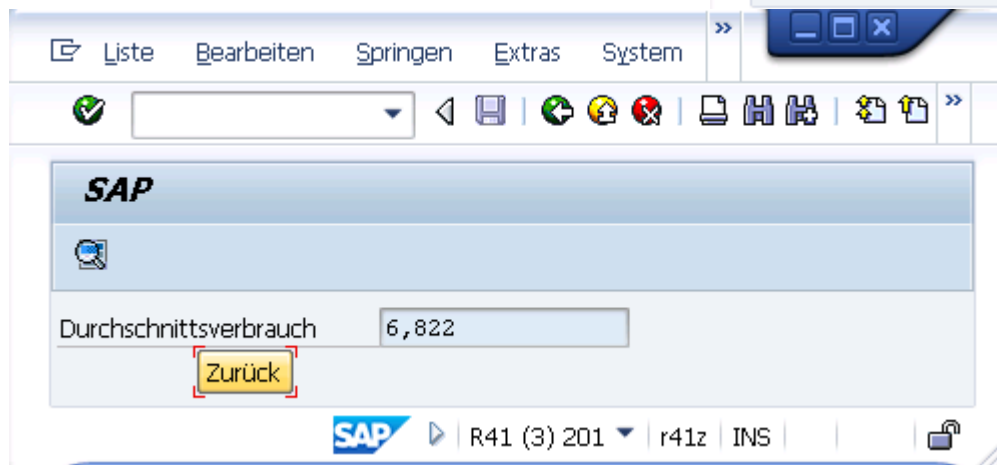 Liste Bearbeiten Springen Extras System »
»
SAP
Durchschnittsverbrauch 6,822
Zurück
SAP R41 (3) 201 r41z INS